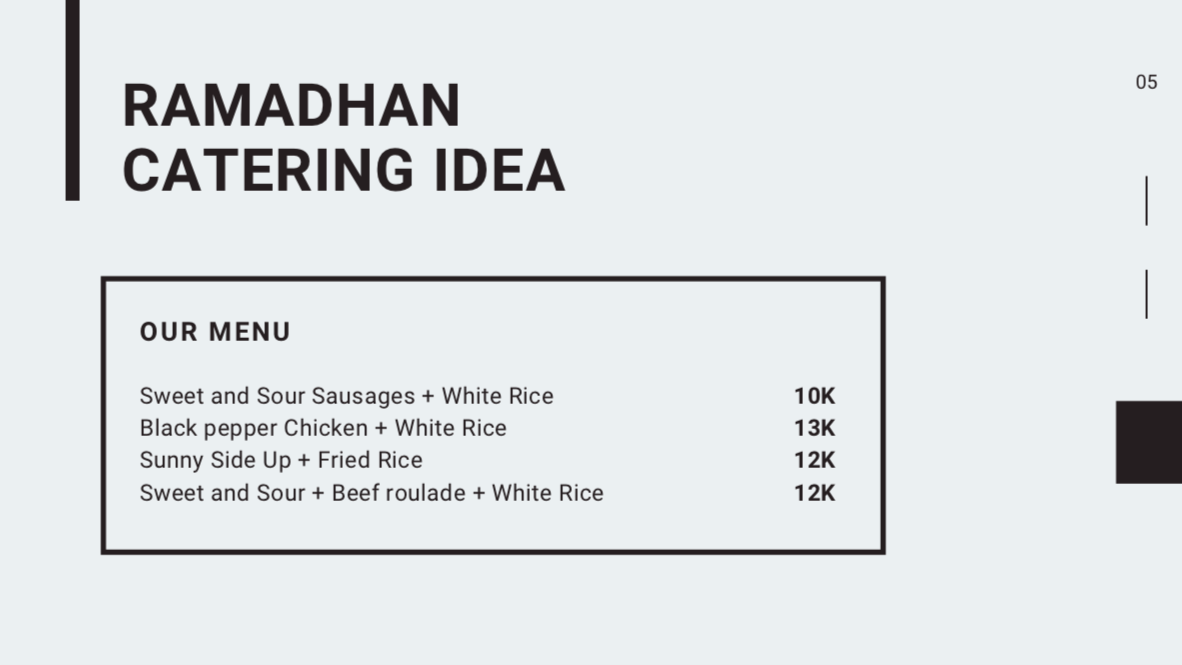 RAMADHAN
CATERING IDEA
05
OUR MENU
Sweet and Sour Sausages + White Rice 10K
Black pepper Chicken + White Rice 13K
Sunny Side Up + Fried Rice 12K
Sweet and Sour + Beef roulade + White Rice 12K